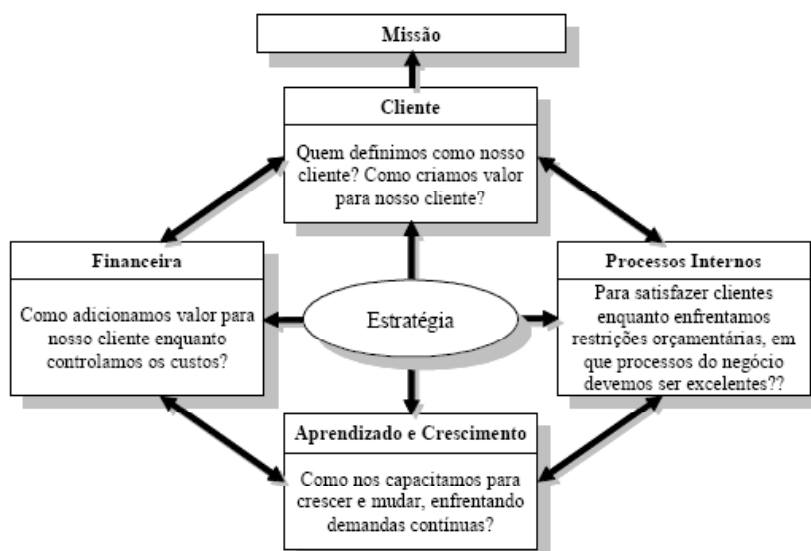 Missão
Cliente
Quem definimos como nosso
cliente? Como criamos valor
para nosso cliente?
Financeira
Como adicionamos valor para
nosso cliente enquanto
controlamos os custos?
Estratégia
Processos Internos
Para satisfazer clientes
enquanto enfrentamos
restrições orçamentárias, em
que processos do negócio
devemos ser excelentes??
Aprendizado e Crescimento
Como nos capacitamos para
crescer e mudar, enfrentando
demandas contínuas?